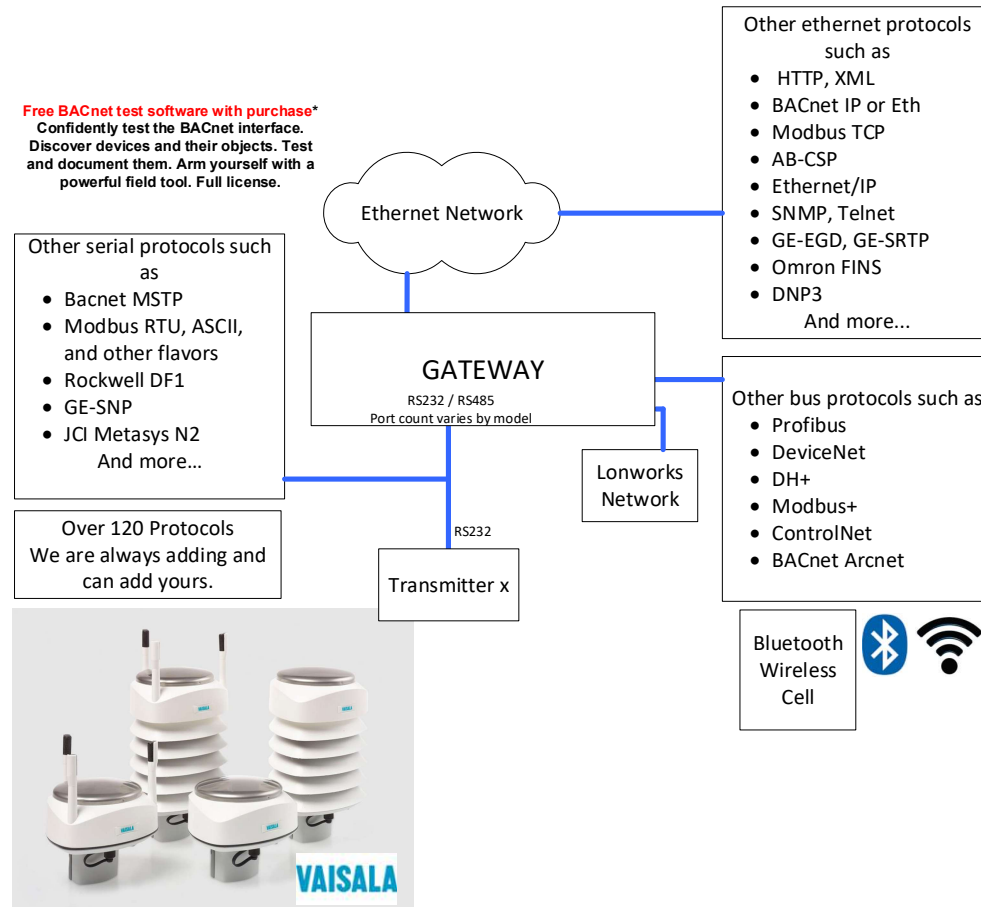 Free BACnet test software with purchase*
Confidently test the BACnet interface.
Discover devices and their objects. Test
and document them. Arm yourself with a
powerful field tool. Full license.
Ethernet Network
Other ethernet protocols
such as
• HTTP, XML
• BACnet IP or Eth
• Modbus TCP
• AB-CSP
• Ethernet/IP
• SNMP, Telnet
• GE-EGD, GE-SRTP
• Omron FINS
• DNP3
And more...
Other serial protocols such
as
• Bacnet MSTP
• Modbus RTU, ASCII,
and other flavors
• Rockwell DF1
• GE-SNP
• JCI Metasys N2
And more...
GATEWAY
RS232 / RS485
Port count varies by model
Other bus protocols such as
• Profibus
• DeviceNet
• DH+
• Modbus+
• ControlNet
• BACnet Arcnet
Lonworks
Network
Over 120 Protocols
We are always adding and
can add yours.
RS232
Transmitter x
Bluetooth
Wireless
Cell
VAISALA
VAISALA
VAISALA
VAISALA
VAISALA